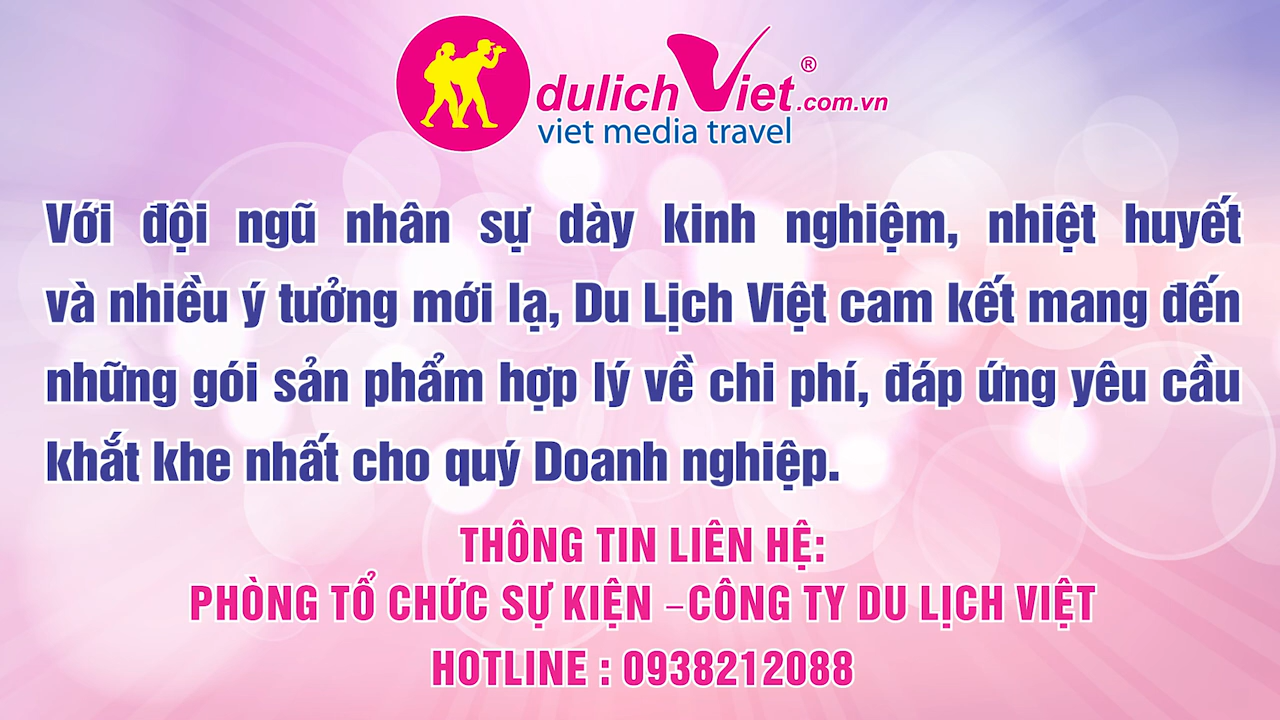 dulichViet®.com.vn
viet media travel
Với đội ngũ nhân sự dày kinh nghiệm, nhiệt huyết
và nhiều ý tưởng mới lạ, Du Lịch Việt cam kết mang đến
những gói sản phẩm hợp lý về chi phí, đáp ứng yêu cầu
khắt khe nhất cho quý Doanh nghiệp.
THÔNG TIN LIÊN HỆ:
PHÒNG TỔ CHỨC SỰ KIỆN –CÔNG TY DU LỊCH VIỆT
HOTLINE : 0938212088